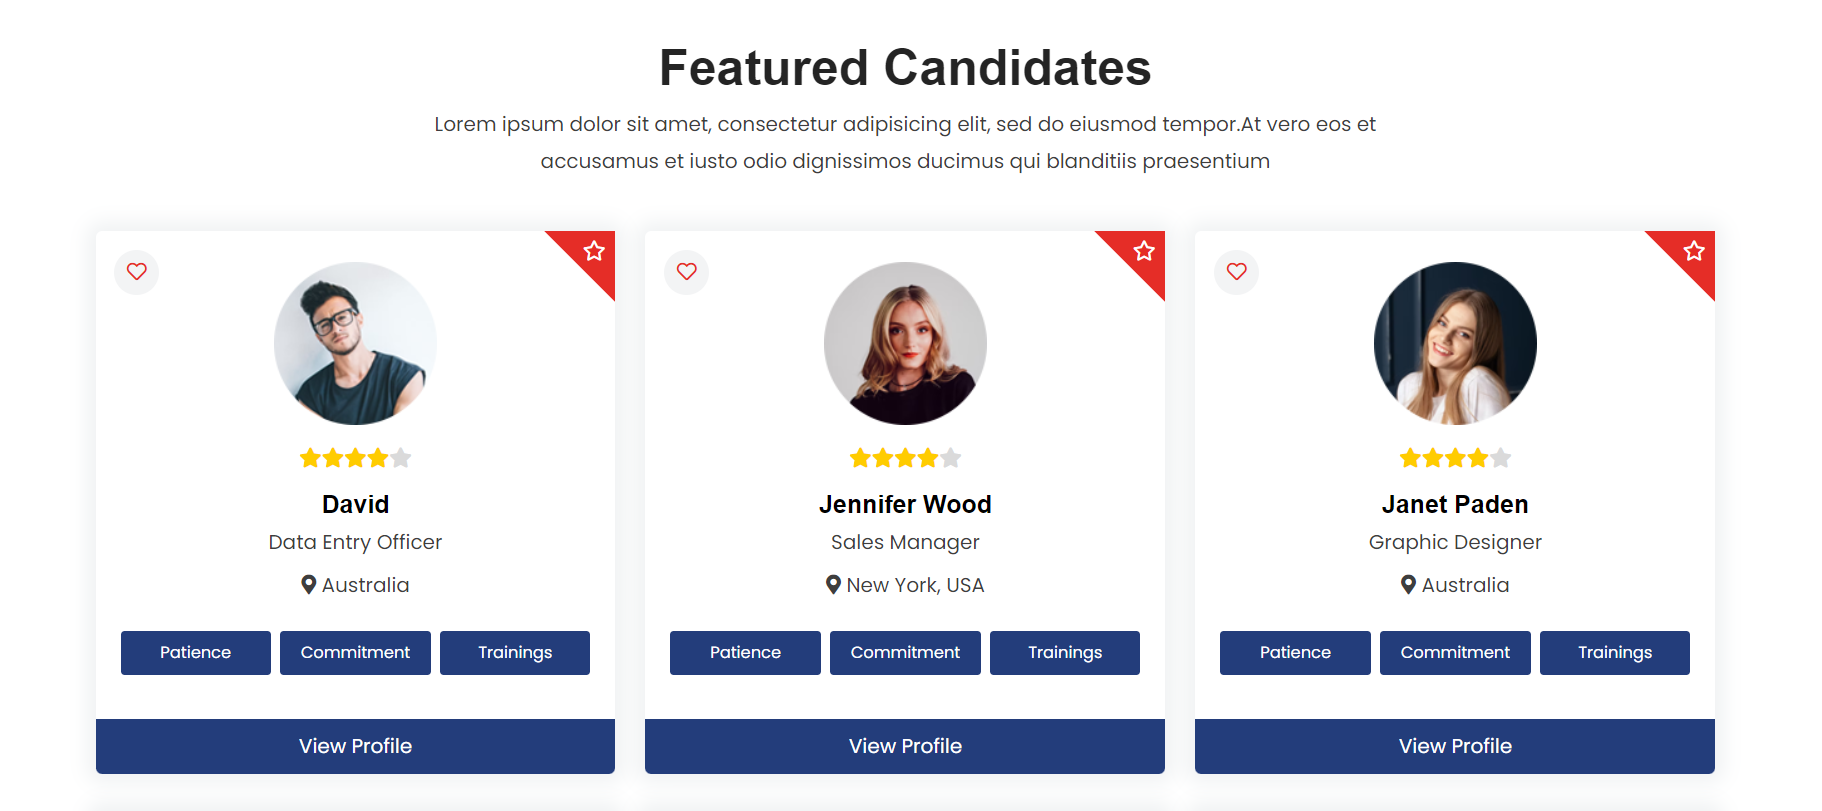 Featured Candidates
Lorem ipsum dolor sit amet, consectetur adipisicing elit, sed do eiusmod tempor.At vero eos et
accusamus et iusto odio dignissimos ducimus qui blanditiis praesentium
David
Data Entry Officer
Australia
Patience Commitment Trainings
View Profile
Jennifer Wood
Sales Manager
New York, USA
Patience Commitment Trainings
View Profile
Janet Paden
Graphic Designer
Australia
Patience Commitment Trainings
View Profile